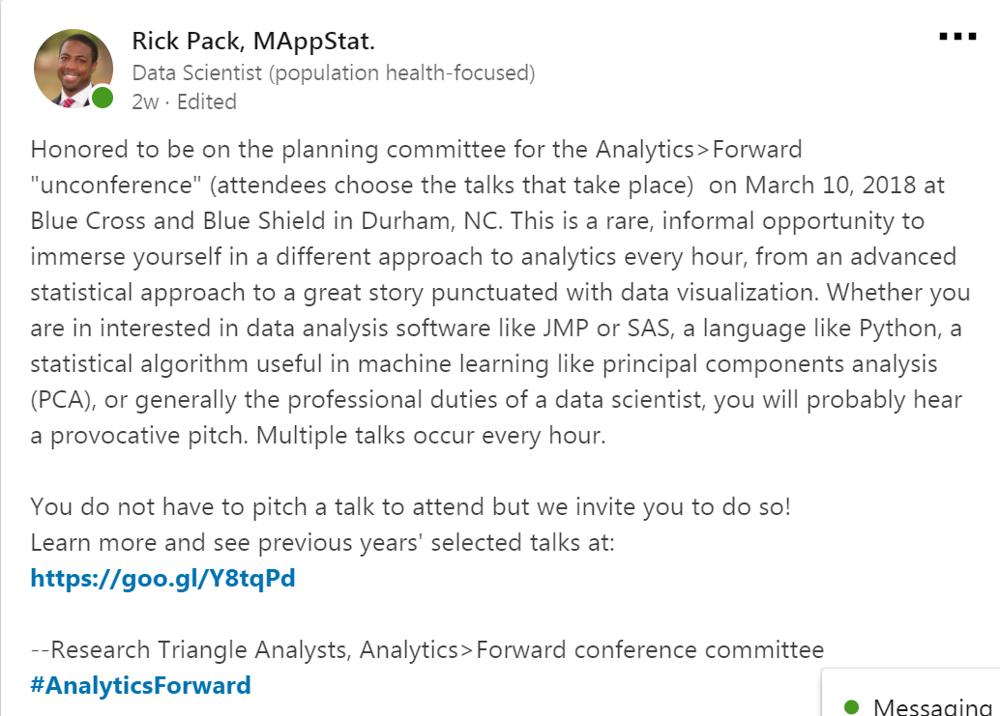 Rick Pack, MAppStat.
Data Scientist (population health-focused)
2w · Edited
Honored to be on the planning committee for the Analytics>Forward
"unconference" (attendees choose the talks that take place)  on March 10, 2018 at
Blue Cross and Blue Shield in Durham, NC. This is a rare, informal opportunity to
immerse yourself in a different approach to analytics every hour, from an advanced
statistical approach to a great story punctuated with data visualization. Whether you
are in interested in data analysis software like JMP or SAS, a language like Python, a
statistical algorithm useful in machine learning like principal components analysis
(PCA), or generally the professional duties of a data scientist, you will probably hear
a provocative pitch. Multiple talks occur every hour.
You do not have to pitch a talk to attend but we invite you to do so!
Learn more and see previous years' selected talks at:
https://goo.gl/Y8tqPd
--Research Triangle Analysts, Analytics>Forward conference committee
#AnalyticsForward
Messaging